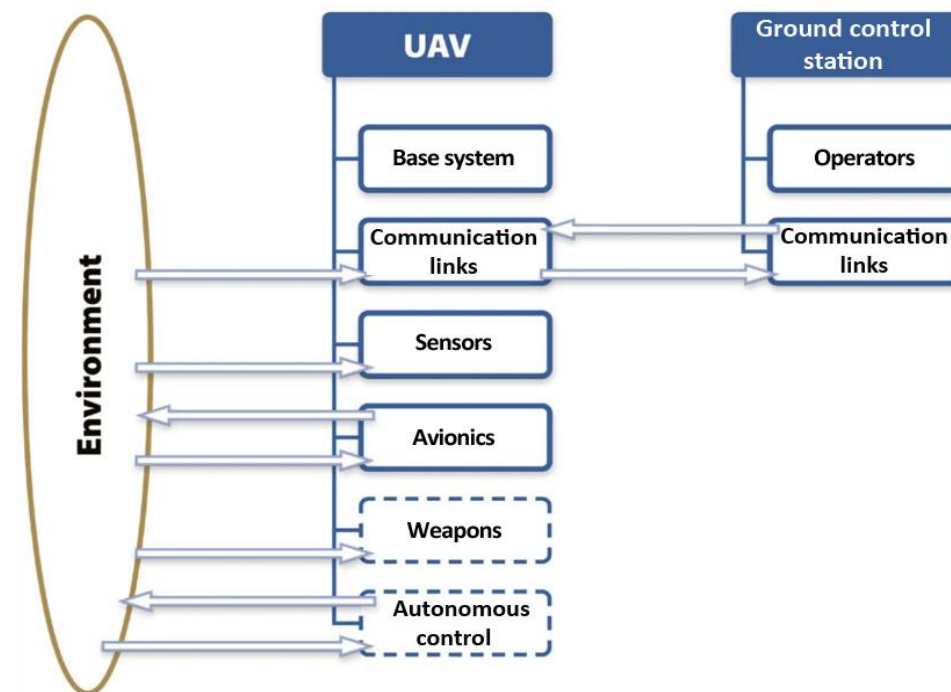 UAV
Ground control
station
Base system
Operators
Communication
links
Communication
links
Sensors
Environment
Avionics
Weapons
Autonomous
control